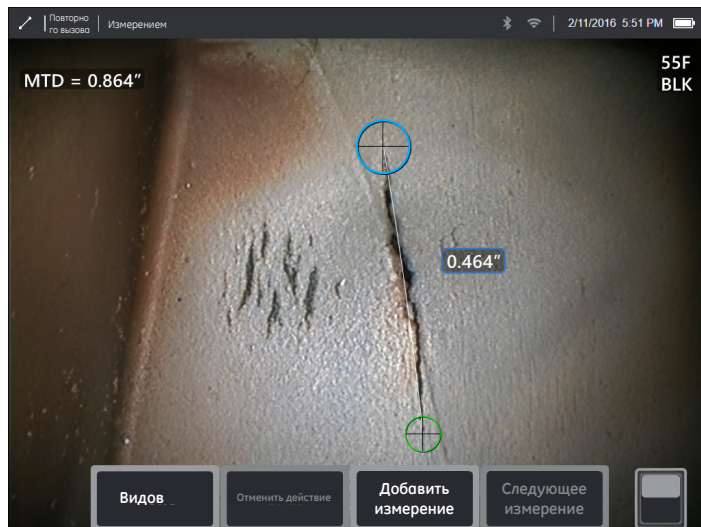 Повторно
го вызова
Измерением
2/11/2016 5:51 PM
MTD = 0.864"
55F
BLK
0.464"
Видов
Отменить действие
Добавить
измерение
Следующее
измерение